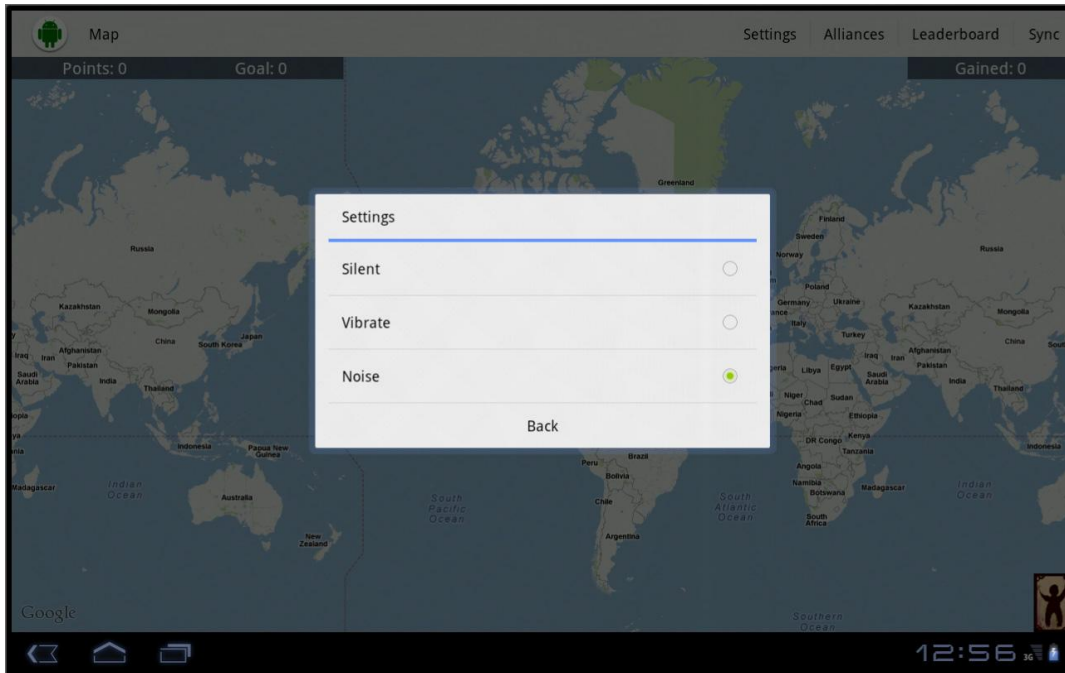 Map
Settings
Alliances
Leaderboard
Sync
Points: 0
Goal: 0
Gained: 0
Greenland
Settings
Silent
Vibrate
Noise
Back
Finland
Sweden
Norway
Russia
Russia
Poland
Germany
Ukraine
Italy
Kazakhstan
Mongolia
Kazakhstan
Mongolia
Turkey
China
Japan
South Korea
China
Afghanistan
Iraq
Iran
Pakistan
Iraq
Iran
Afghanistan
Pakistan
Saudi
Arabia
India
Thailand
Libya
Egypt
Saudi
Arabia
India
Thailand
Niger
Chad
Sudan
Nigeria
Ethiopia
DR Congo
Kenya
Tanzania
Indonesia
Papua New
Guinea
Indonesia
Peru
Brazil
Bolivia
Angola
Namibia
Botswana
Madagascar
Madagascar
Indian
Ocean
Indian
Ocean
Australia
South
Pacific
Ocean
Chile
South
Atlantic
Ocean
South
Africa
New
Zealand
Argentina
Google
Southern
Ocean
12:56
3G